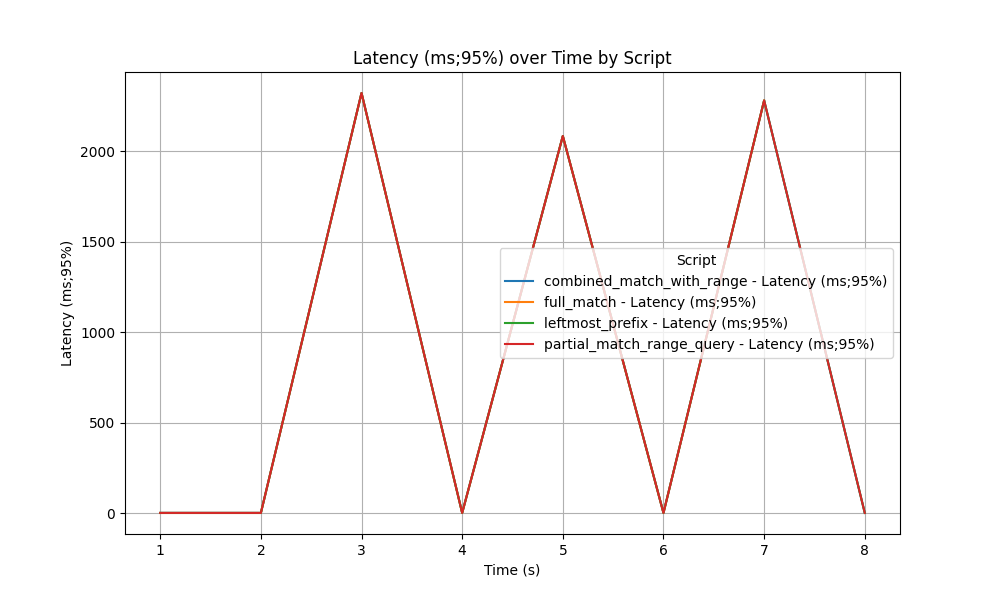 Latency (ms;95%) over Time by Script
Latency (ms;95%)
2000
1500
1000
500
0
Script
combined_match_with_range - Latency (ms;95%)
full_match - Latency (ms;95%)
leftmost_prefix - Latency (ms;95%)
partial_match_range_query - Latency (ms;95%)
1 2 3 4 5 6 7 8
Time (s)